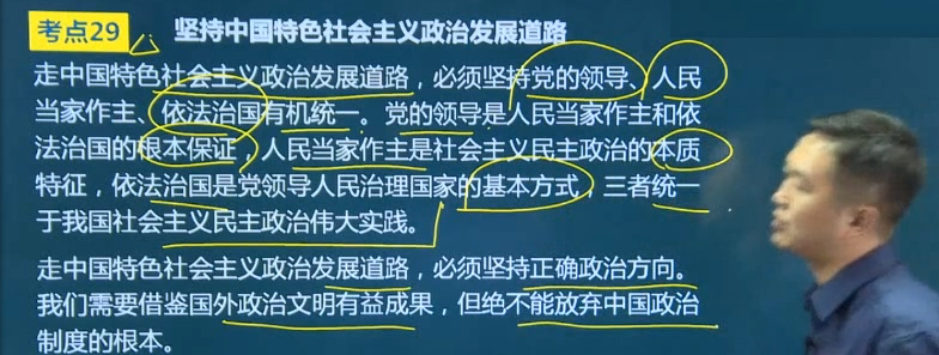 考点29 坚持中国特色社会主义政治发展道路
走中国特色社会主义政治发展道路，必须坚持党的领导、人民
当家作主、依法治国有机统一。党的领导是人民当家作主和依
法治国的根本保证，人民当家作主是社会主义民主政治的本质
特征，依法治国是党领导人民治理国家的基本方式，三者统一
于我国社会主义民主政治伟大实践。
走中国特色社会主义政治发展道路，必须坚持正确政治方向。
我们需要借鉴国外政治文明有益成果，但绝不能放弃中国政治
制度的根本。